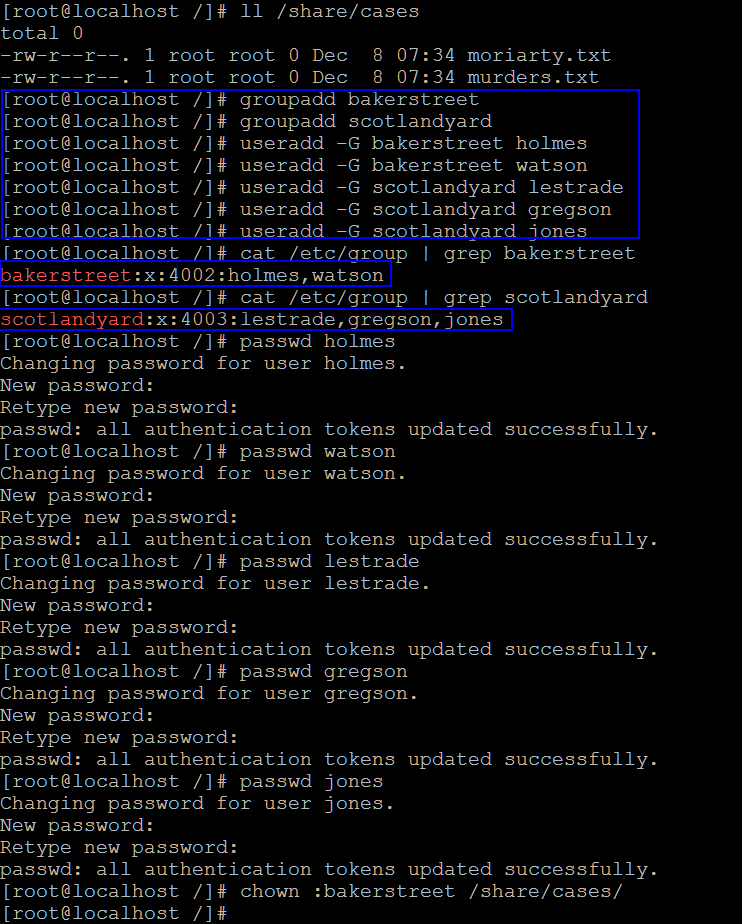 [root@localhost /]# ll /share/cases
total 0
-rw-r--r--. 1 root root 0 Dec  8 07:34 moriarty.txt
-rw-r--r--. 1 root root 0 Dec  8 07:34 murders.txt
[root@localhost /]# groupadd bakerstreet
[root@localhost /]# groupadd scotlandyard
[root@localhost /]# useradd -G bakerstreet holmes
[root@localhost /]# useradd -G bakerstreet watson
[root@localhost /]# useradd -G scotlandyard lestrade
[root@localhost /]# useradd -G scotlandyard gregson
[root@localhost /]# useradd -G scotlandyard jones
[root@localhost /]# cat /etc/group | grep bakerstreet
bakerstreet:x:4002:holmes,watson
[root@localhost /]# cat /etc/group | grep scotlandyard
scotlandyard:x:4003:lestrade,gregson,jones
[root@localhost /]# passwd holmes
Changing password for user holmes.
New password:
Retype new password:
passwd: all authentication tokens updated successfully.
[root@localhost /]# passwd watson
Changing password for user watson.
New password:
Retype new password:
passwd: all authentication tokens updated successfully.
[root@localhost /]# passwd lestrade
Changing password for user lestrade.
New password:
Retype new password:
passwd: all authentication tokens updated successfully.
[root@localhost /]# passwd gregson
Changing password for user gregson.
New password:
Retype new password:
passwd: all authentication tokens updated successfully.
[root@localhost /]# passwd jones
Changing password for user jones.
New password:
Retype new password:
passwd: all authentication tokens updated successfully.
[root@localhost /]# chown :bakerstreet /share/cases/
[root@localhost /]#